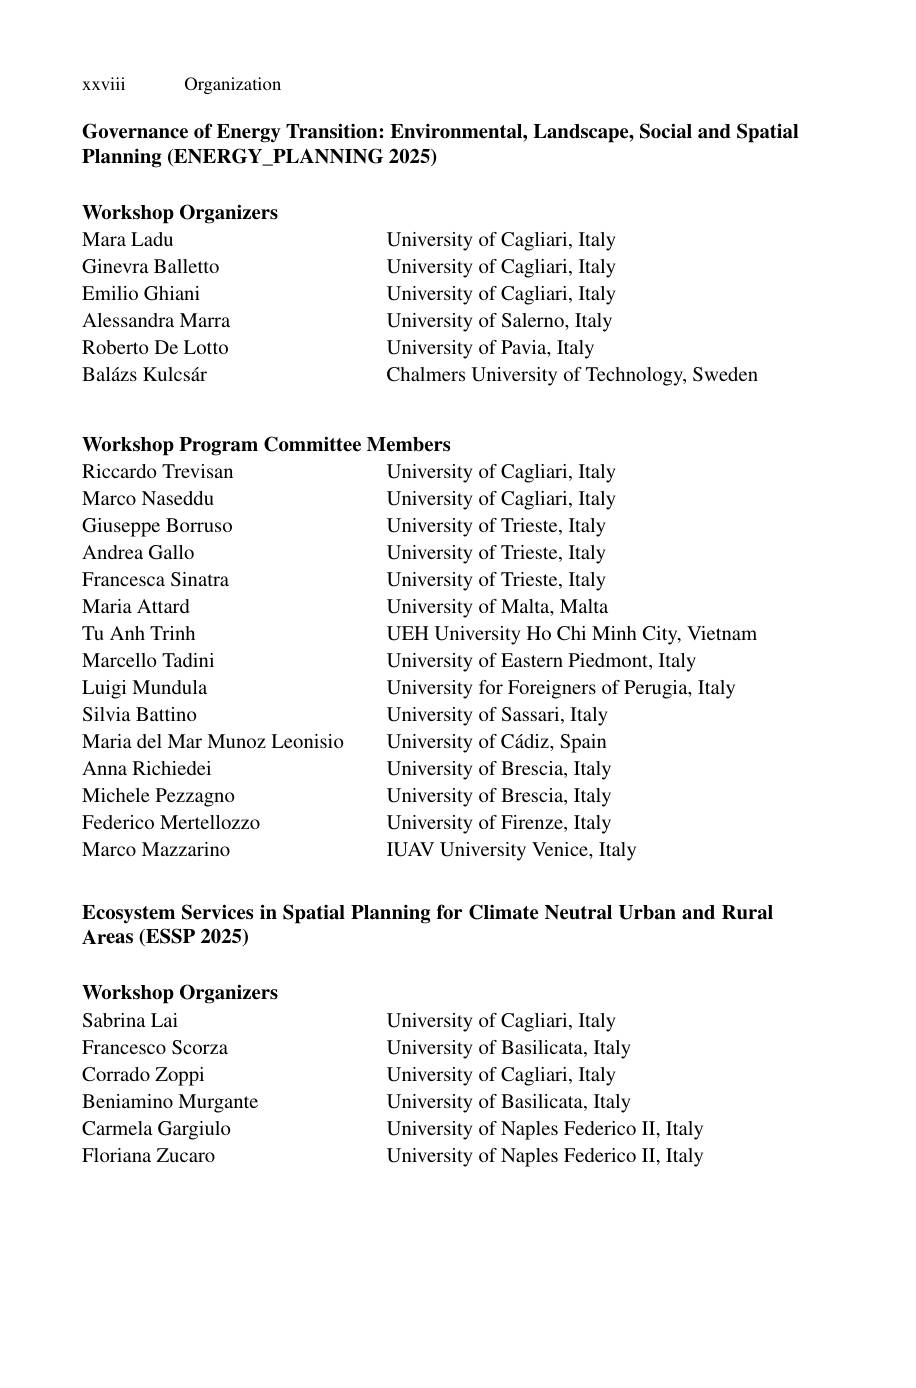 xxviii Organization
Governance of Energy Transition: Environmental, Landscape, Social and Spatial
Planning (ENERGY_PLANNING 2025)
Workshop Organizers
Mara Ladu University of Cagliari, Italy
Ginevra Balletto University of Cagliari, Italy
Emilio Ghiani University of Cagliari, Italy
Alessandra Marra University of Salerno, Italy
Roberto De Lotto University of Pavia, Italy
Balázs Kulcsár Chalmers University of Technology, Sweden
Workshop Program Committee Members
Riccardo Trevisan University of Cagliari, Italy
Marco Naseddu University of Cagliari, Italy
Giuseppe Borruso University of Trieste, Italy
Andrea Gallo University of Trieste, Italy
Francesca Sinatra University of Trieste, Italy
Maria Attard University of Malta, Malta
Tu Anh Trinh UEH University Ho Chi Minh City, Vietnam
Marcello Tadini University of Eastern Piedmont, Italy
Luigi Mundula University for Foreigners of Perugia, Italy
Silvia Battino University of Sassari, Italy
Maria del Mar Munoz Leonisio University of Cádiz, Spain
Anna Richiedei University of Brescia, Italy
Michele Pezzagno University of Brescia, Italy
Federico Mertellozzo University of Firenze, Italy
Marco Mazzarino IUAV University Venice, Italy
Ecosystem Services in Spatial Planning for Climate Neutral Urban and Rural
Areas (ESSP 2025)
Workshop Organizers
Sabrina Lai University of Cagliari, Italy
Francesco Scorza University of Basilicata, Italy
Corrado Zoppi University of Cagliari, Italy
Beniamino Murgante University of Basilicata, Italy
Carmela Gargiulo University of Naples Federico II, Italy
Floriana Zucaro University of Naples Federico II, Italy